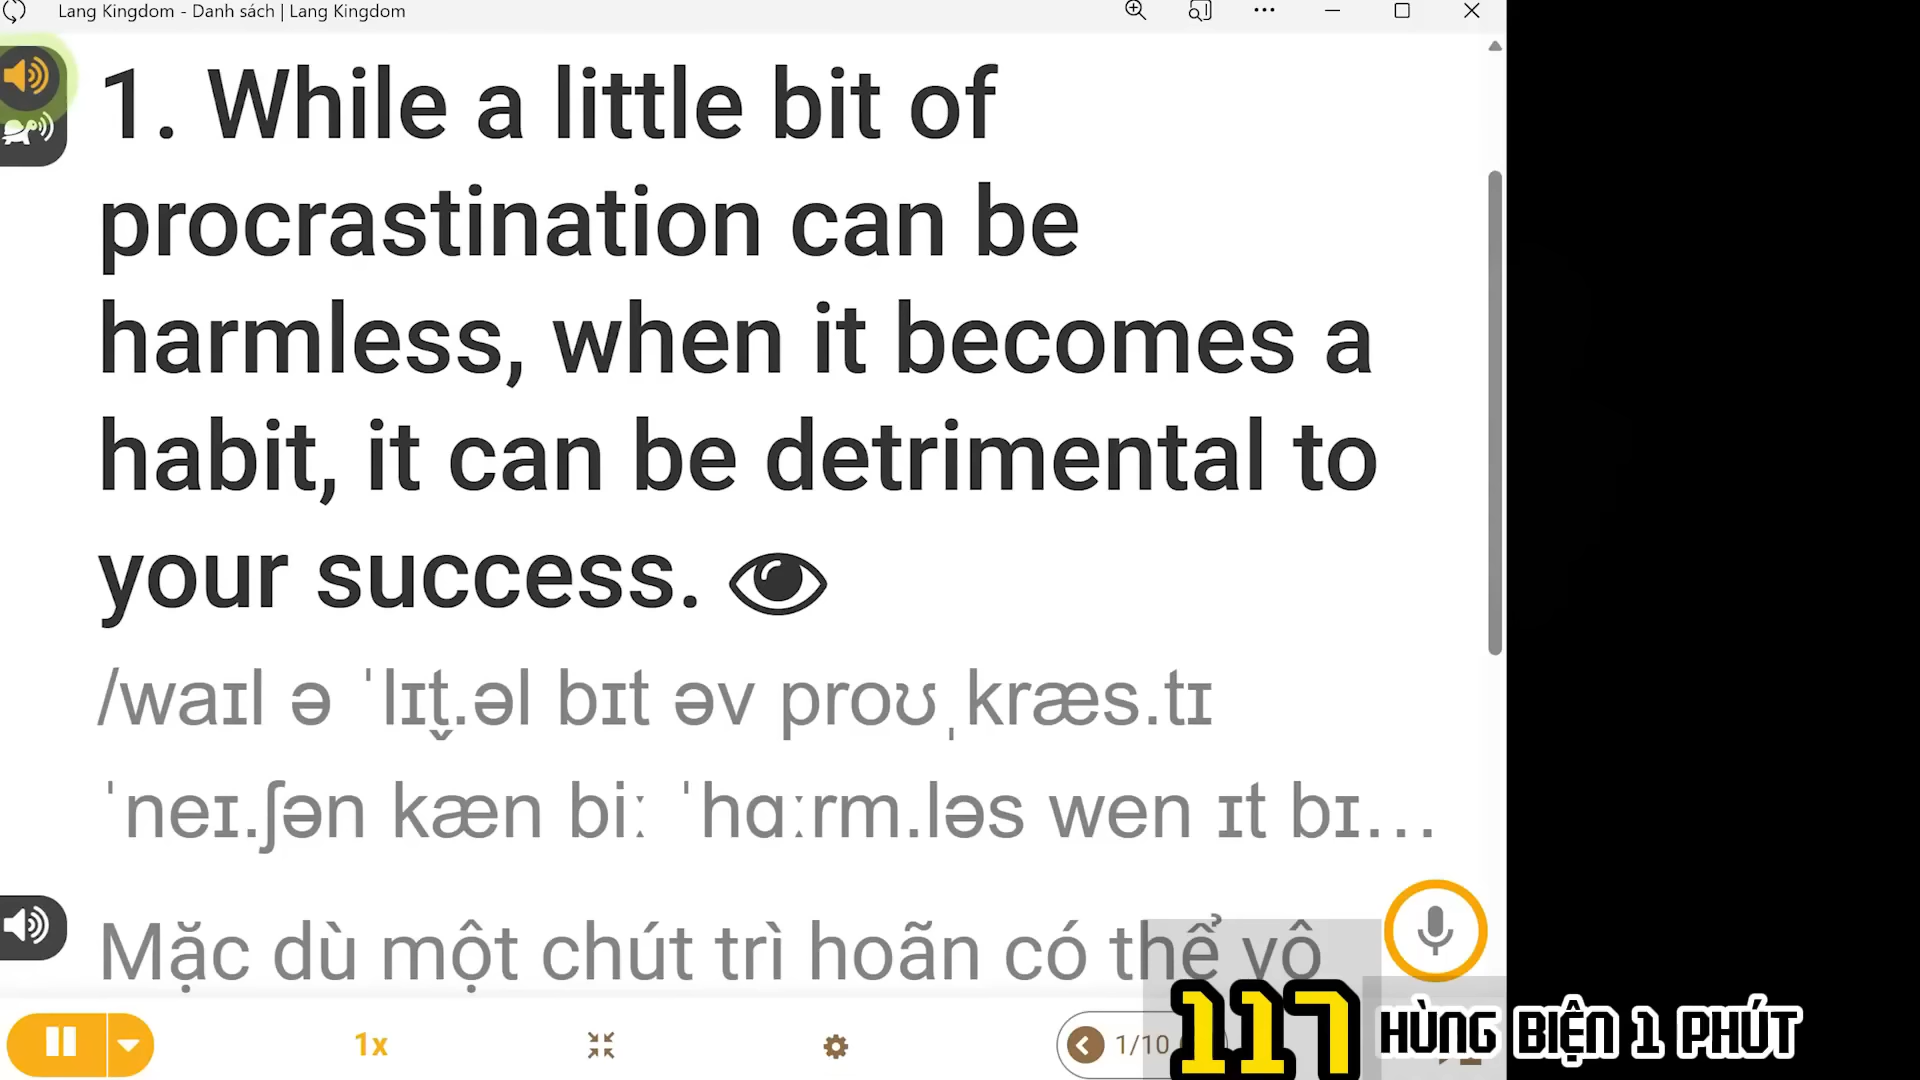 Lang Kingdom - Danh sách | Lang Kingdom
1. While a little bit of
procrastination can be
harmless, when it becomes a
habit, it can be detrimental to
your success.
/waɪl ə ˈlɪt̬.əl bɪt əv proʊˌkræs.tɪ
ˈneɪ.ʃən kæn biː ˈhɑːrm.ləs wen ɪt bɪ...
Mặc dù một chút trì hoãn có thể vô
1x
1/10
117 HÙNG BIỆN 1 PHÚT